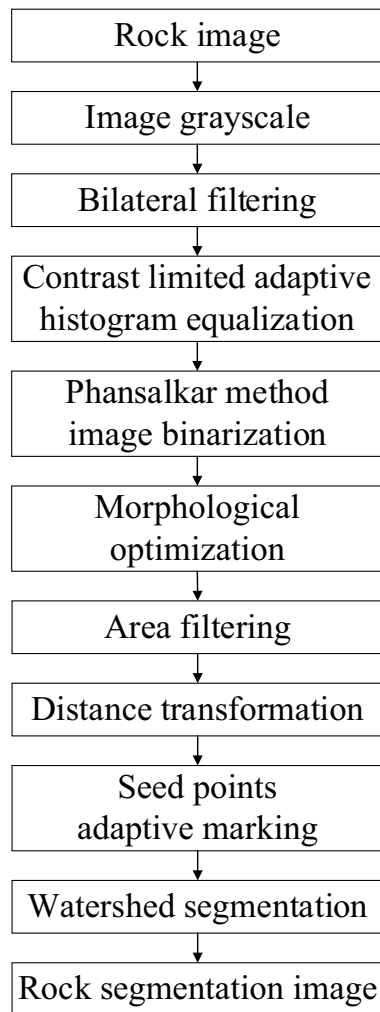 Rock image
Image grayscale
Bilateral filtering
Contrast limited adaptive
histogram equalization
Phansalkar method
image binarization
Morphological
optimization
Area filtering
Distance transformation
Seed points
adaptive marking
Watershed segmentation
Rock segmentation image